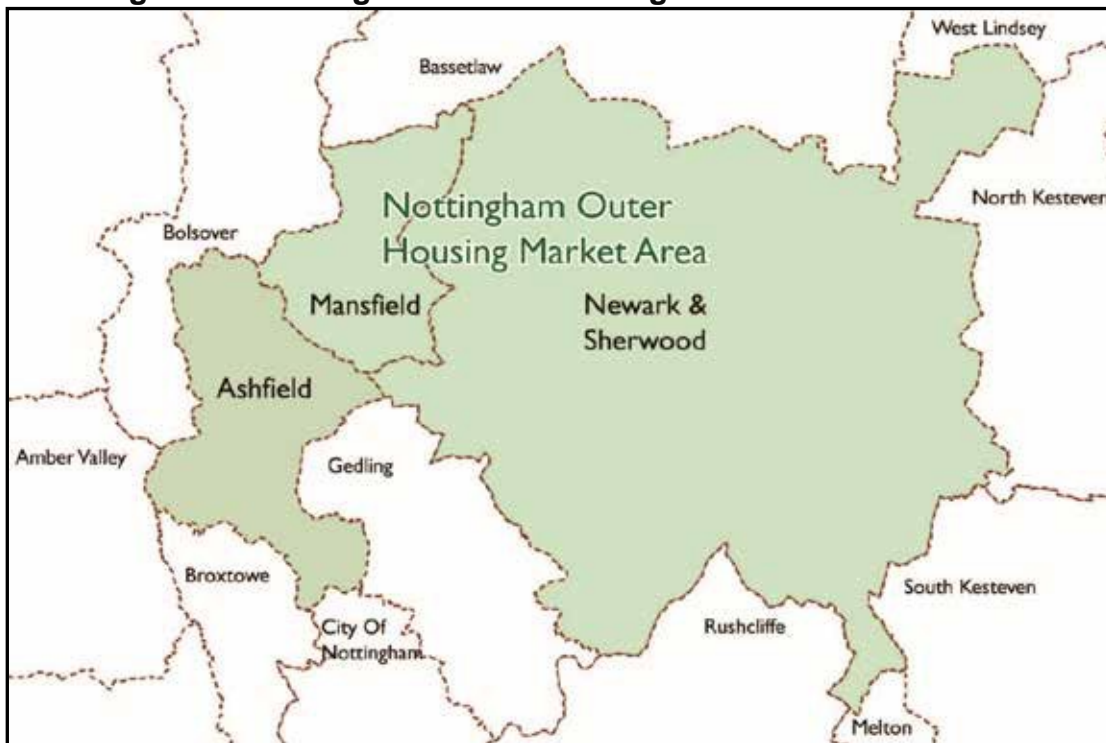 West Lindsey
Bassetlaw
North Kesteven
Nottingham Outer
Housing Market Area
Bolsover
Mansfield
Newark &
Sherwood
Ashfield
Amber Valley
Gedling
Broxtowe
South Kesteven
City Of
Nottingham
Rushcliffe
Melton